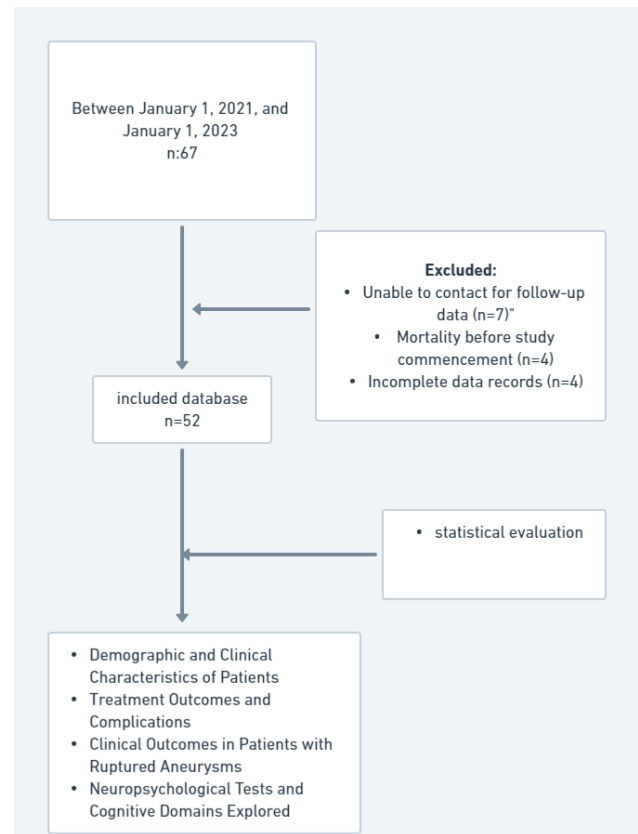 Between January 1, 2021, and
January 1, 2023
n:67
Excluded:
• Unable to contact for follow-up
data (n=7)"
• Mortality before study
commencement (n=4)
• Incomplete data records (n=4)
included database
n=52
• statistical evaluation
• Demographic and Clinical
Characteristics of Patients
• Treatment Outcomes and
Complications
• Clinical Outcomes in Patients with
Ruptured Aneurysms
• Neuropsychological Tests and
Cognitive Domains Explored